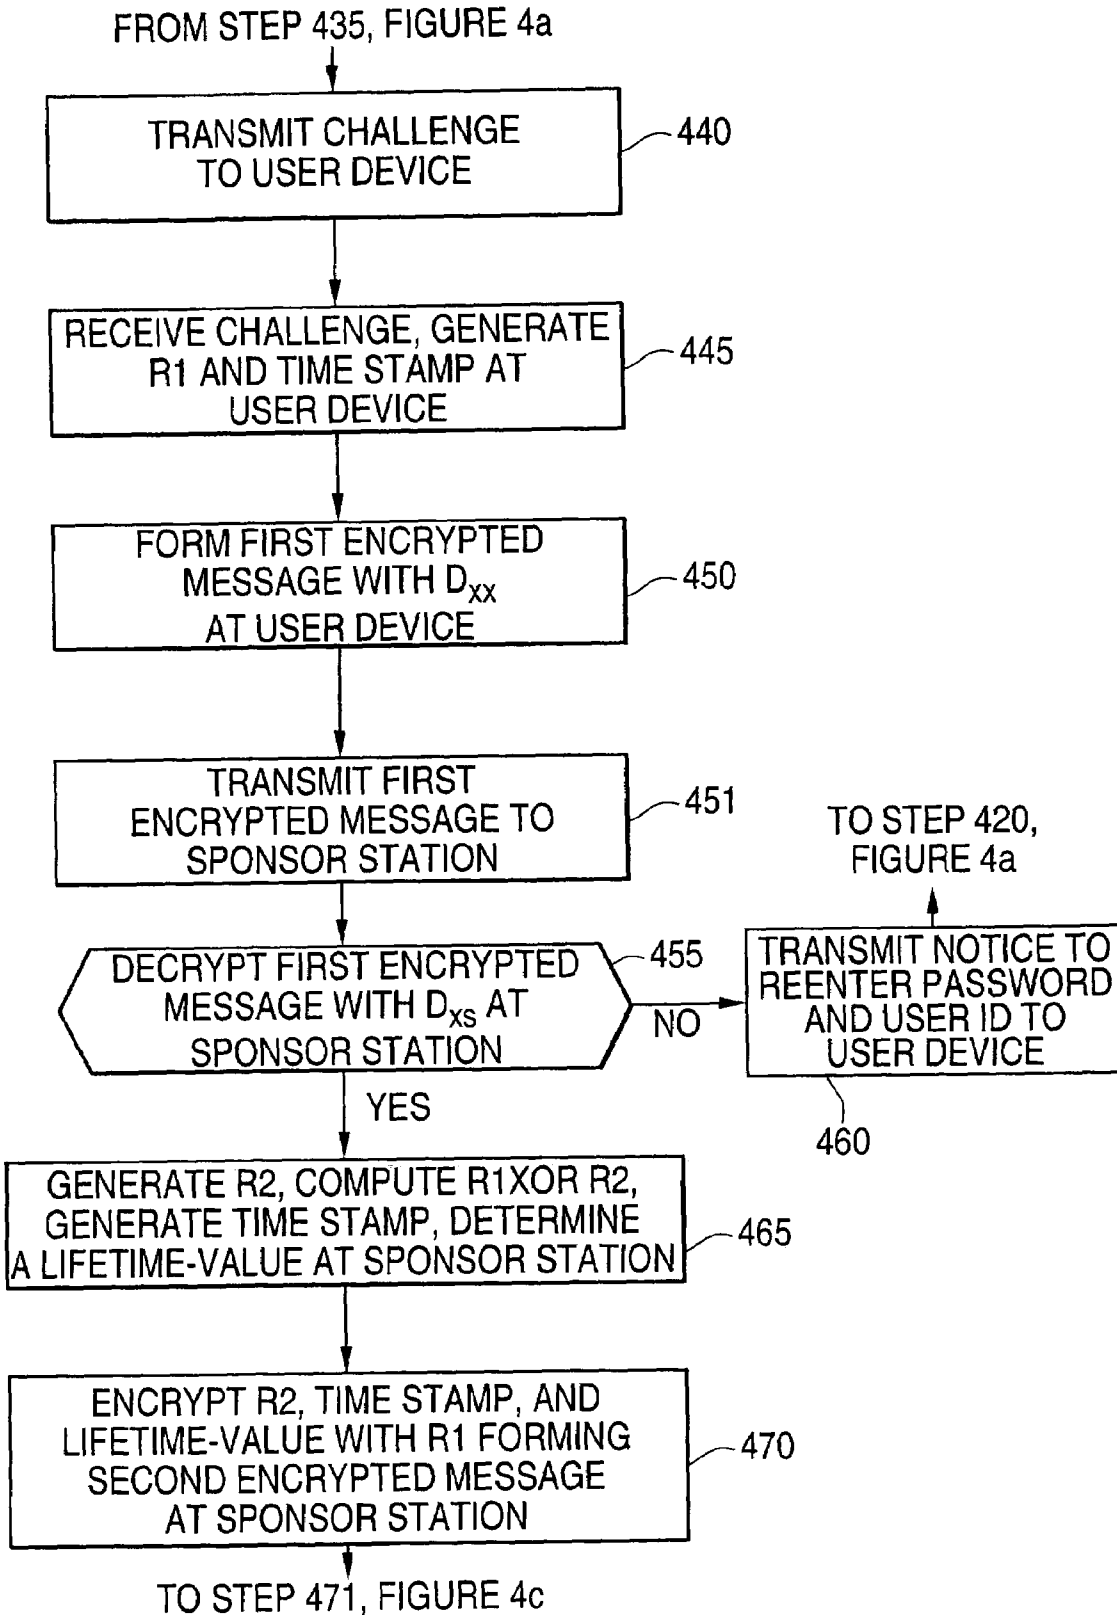 FROM STEP 435, FIGURE 4a
TRANSMIT CHALLENGE
TO USER DEVICE
440
RECEIVE CHALLENGE, GENERATE
R1 AND TIME STAMP AT
USER DEVICE
445
FORM FIRST ENCRYPTED
MESSAGE WITH DXX
AT USER DEVICE
450
TRANSMIT FIRST
ENCRYPTED MESSAGE TO
SPONSOR STATION
451
TO STEP 420,
FIGURE 4a
DECRYPT FIRST ENCRYPTED
MESSAGE WITH DXS AT
SPONSOR STATION
455
NO
TRANSMIT NOTICE TO
REENTER PASSWORD
AND USER ID TO
USER DEVICE
460
YES
GENERATE R2, COMPUTE R1XOR R2,
GENERATE TIME STAMP, DETERMINE
A LIFETIME-VALUE AT SPONSOR STATION
465
ENCRYPT R2, TIME STAMP, AND
LIFETIME-VALUE WITH R1 FORMING
SECOND ENCRYPTED MESSAGE
AT SPONSOR STATION
470
TO STEP 471, FIGURE 4c